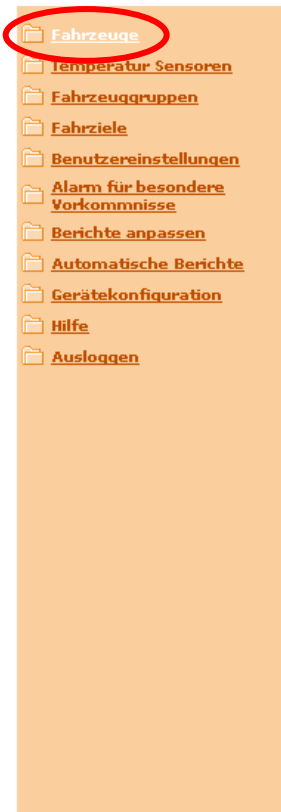 Fahrzeuge
Temperatur Sensoren
Fahrzeuggruppen
Fahrziele
Benutzereinstellungen
Alarm für besondere
Vorkommnisse
Berichte anpassen
Automatische Berichte
Gerätekonfiguration
Hilfe
Ausloggen